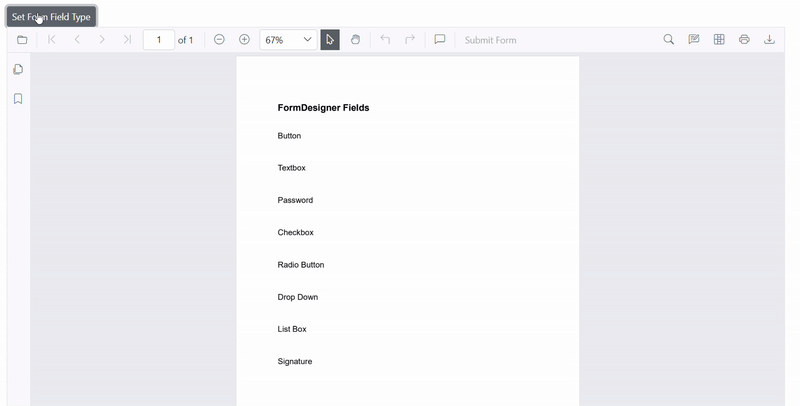 Set Form Field Type
1 of 1 67% Submit Form
FormDesigner Fields
Button
Textbox
Password
Checkbox
Radio Button
Drop Down
List Box
Signature